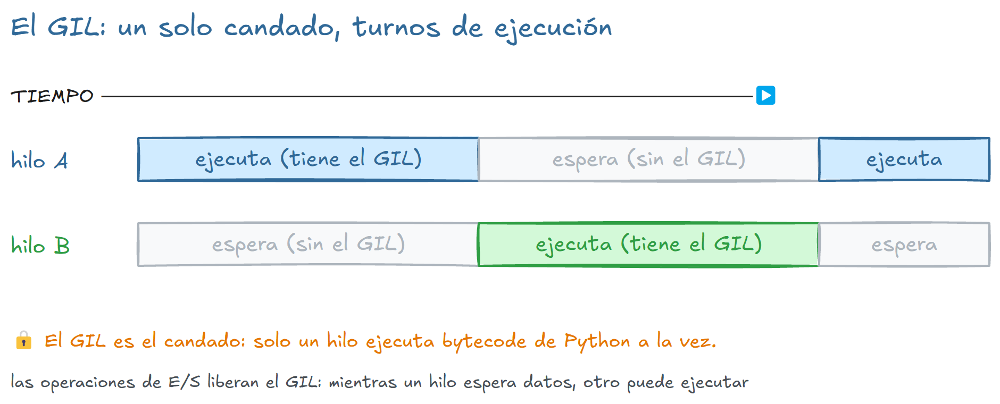 El GIL: un solo candado, turnos de ejecución
TIEMPO
hilo A
ejecuta (tiene el GIL)
espera (sin el GIL)
ejecuta
hilo B
espera (sin el GIL)
ejecuta (tiene el GIL)
espera
El GIL es el candado: solo un hilo ejecuta bytecode de Python a la vez.
las operaciones de E/S liberan el GIL: mientras un hilo espera datos, otro puede ejecutar